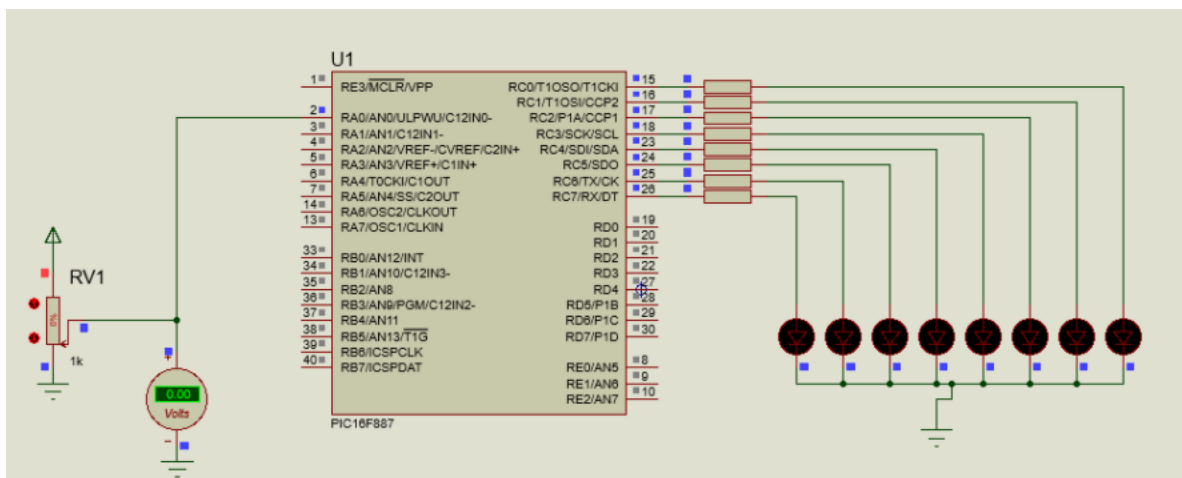 U1
1 RE3/MCLR/VPP
2 RA0/AN0/ULPWU/C12IN0-
3 RA1/AN1/C12IN1-
4 RA2/AN2/VREF-/CVREF/C2IN+
5 RA3/AN3/VREF+/C1IN+
6 RA4/T0CKI/C1OUT
7 RA5/AN4/SS/C2OUT
14 RA6/OSC2/CLKOUT
13 RA7/OSC1/CLKIN
33 RB0/AN12/INT
34 RB1/AN10/C12IN3-
35 RB2/AN8
36 RB3/AN9/PGM/C12IN2-
37 RB4/AN11
38 RB5/AN13/T1G
39 RB6/ICSPCLK
40 RB7/ICSPDAT
RC0/T1OSO/T1CKI 15
RC1/T1OSI/CCP2 16
RC2/P1A/CCP1 17
RC3/SCK/SCL 18
RC4/SDI/SDA 23
RC5/SDO 24
RC6/TX/CK 25
RC7/RX/DT 26
RD0 19
RD1 20
RD2 21
RD3 22
RD4 27
RD5/P1B 28
RD6/P1C 29
RD7/P1D 30
RE0/AN5 8
RE1/AN6 9
RE2/AN7 10
PIC16F887
RV1
0%
1k
+
0.00
Volts
-